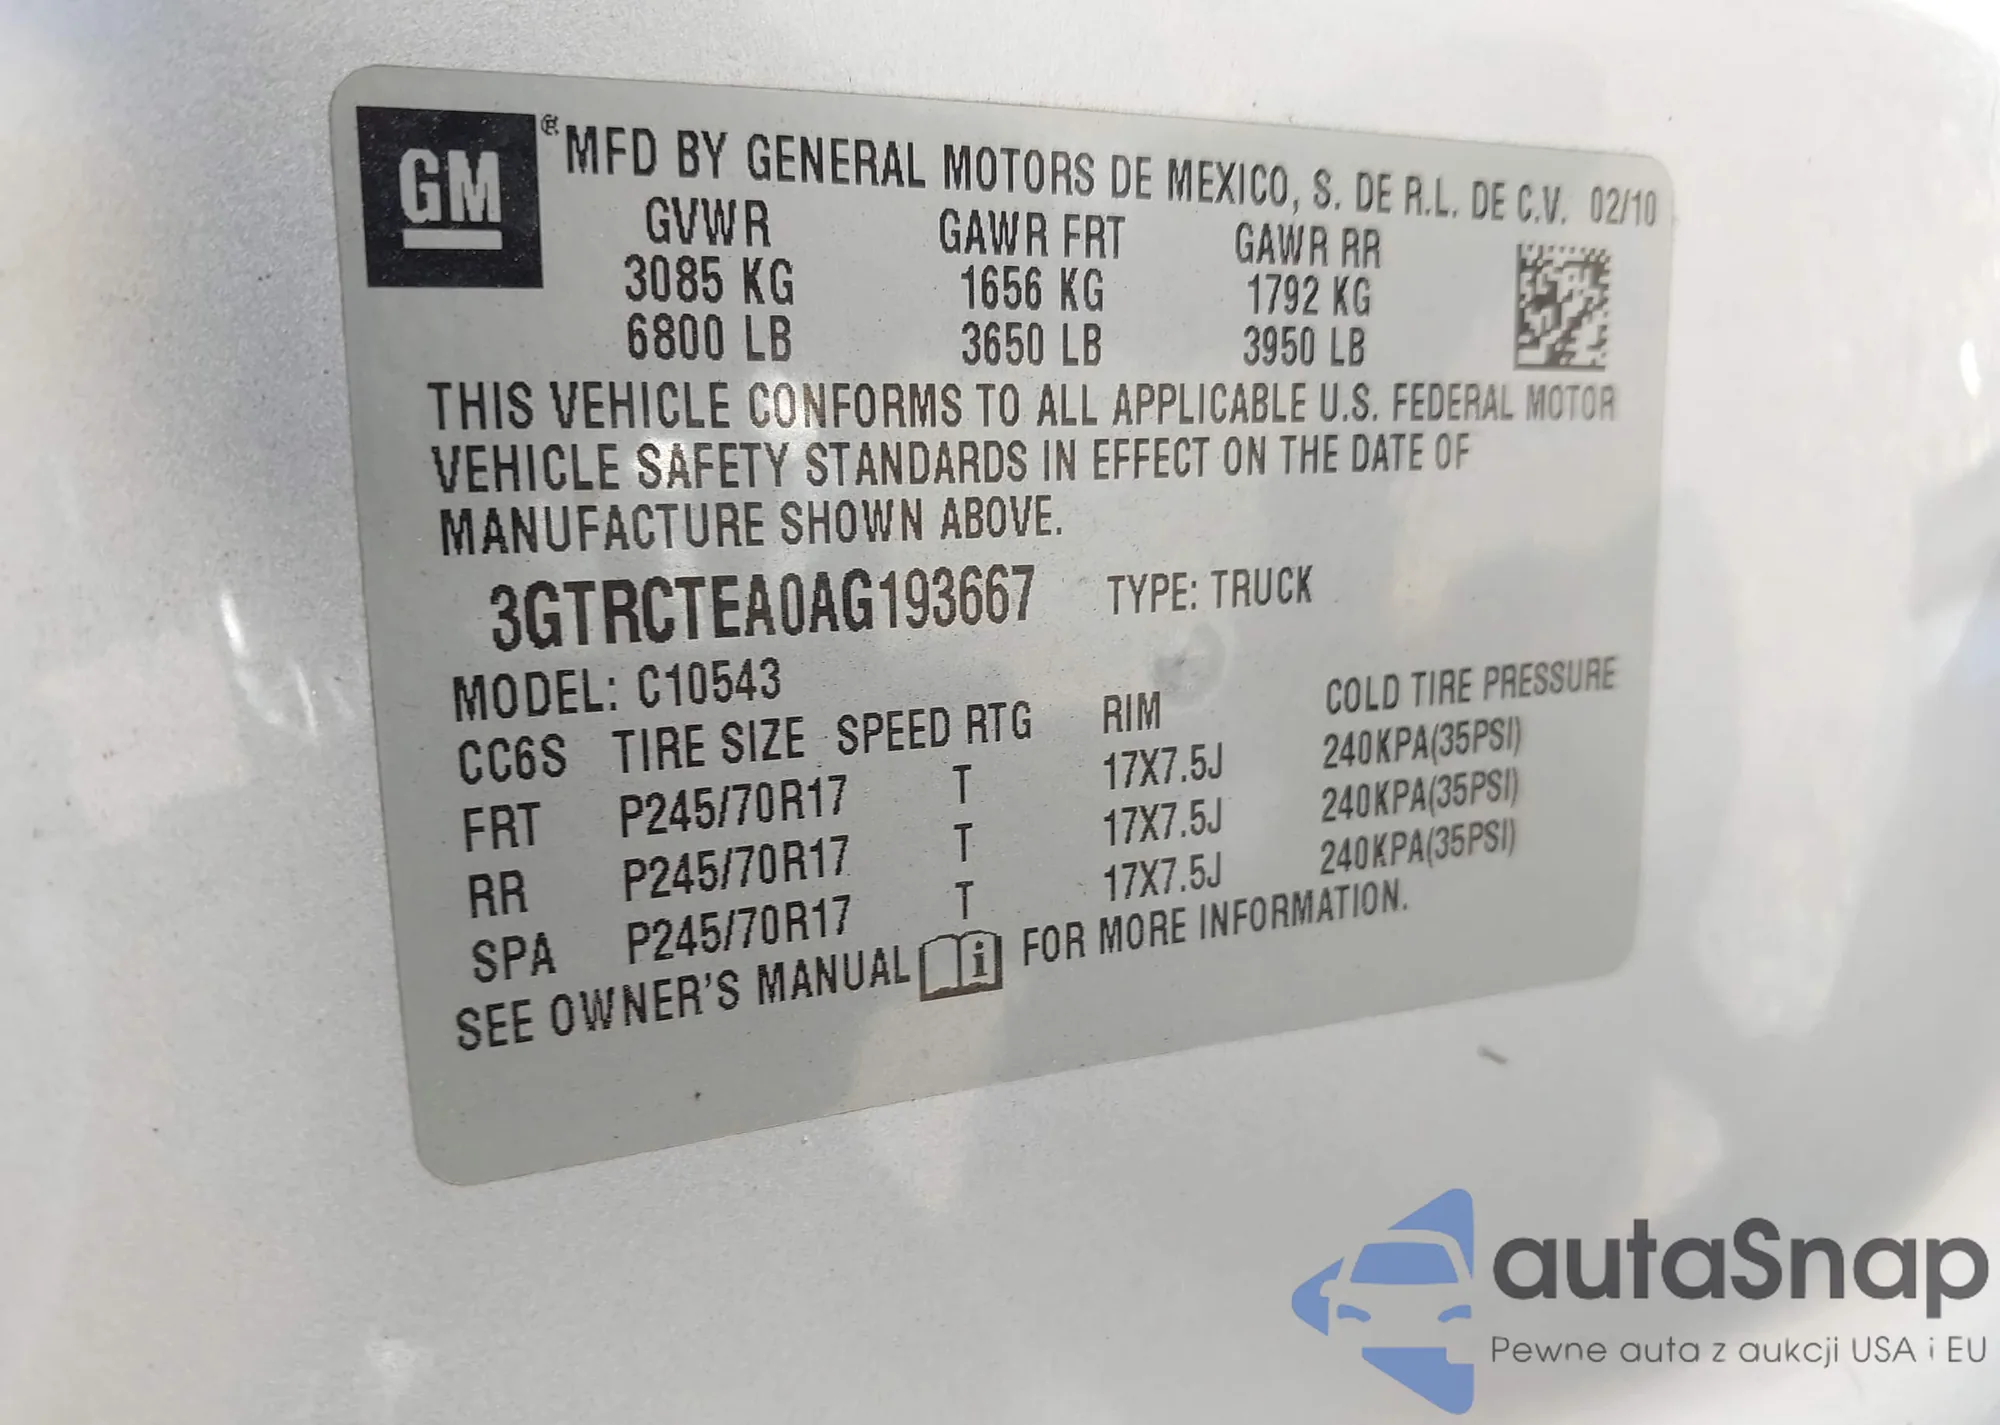 GM ® MFD BY GENERAL MOTORS DE MEXICO, S. DE R.L. DE C.V. 02/10
GVWR GAWR FRT GAWR RR
3085 KG 1656 KG 1792 KG
6800 LB 3650 LB 3950 LB
THIS VEHICLE CONFORMS TO ALL APPLICABLE U.S. FEDERAL MOTOR
VEHICLE SAFETY STANDARDS IN EFFECT ON THE DATE OF
MANUFACTURE SHOWN ABOVE.
3GTRCTEA0AG193667 TYPE: TRUCK
MODEL: C10543
CC6S TIRE SIZE SPEED RTG RIM COLD TIRE PRESSURE
FRT P245/70R17 T 17X7.5J 240KPA(35PSI)
RR P245/70R17 T 17X7.5J 240KPA(35PSI)
SPA P245/70R17 T 17X7.5J 240KPA(35PSI)
SEE OWNER'S MANUAL i FOR MORE INFORMATION.
autaSnap
Pewne auta z aukcji USA i EU